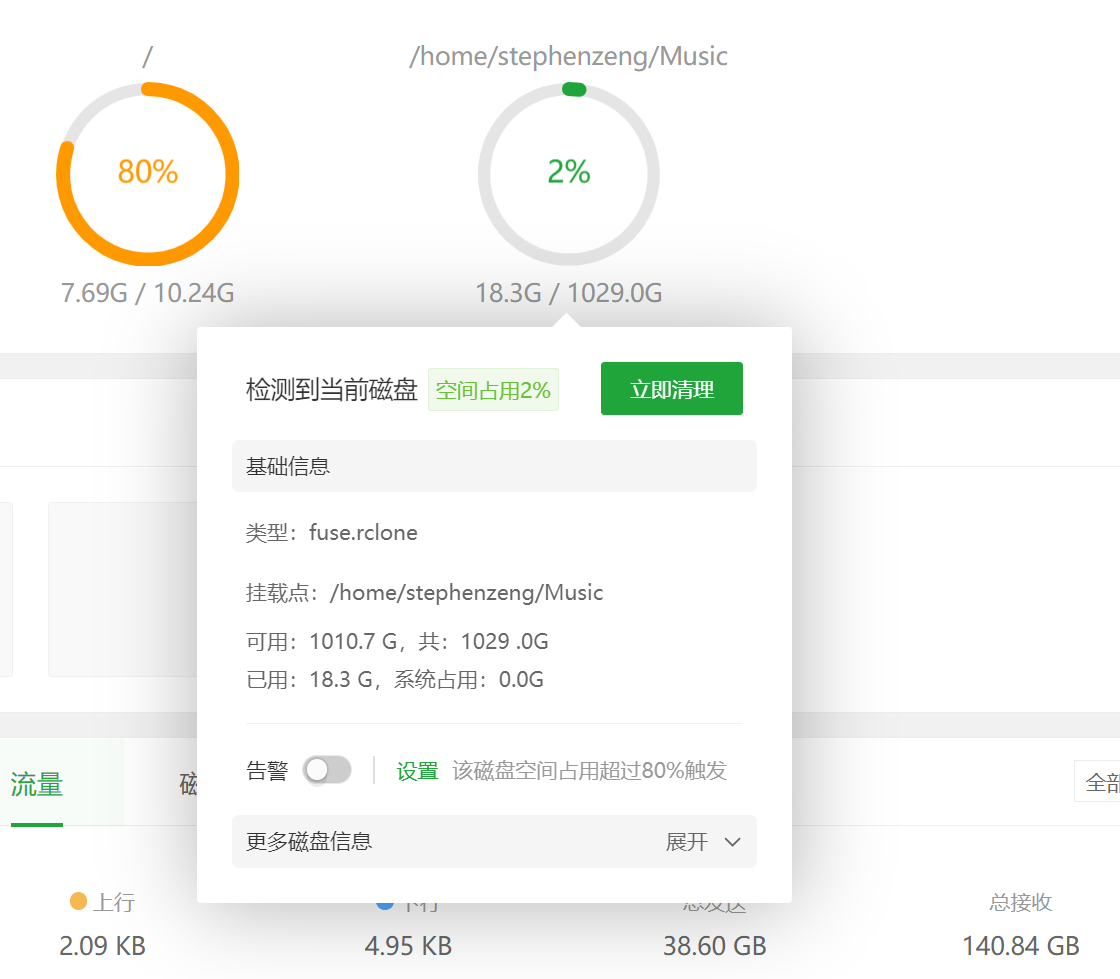 /
/home/stephenzeng/Music
80%
2%
7.69G / 10.24G
18.3G / 1029.0G
检测到当前磁盘 空间占用2% 立即清理
基础信息
类型：fuse.rclone
挂载点：/home/stephenzeng/Music
可用：1010.7 G，共：1029 .0G
已用：18.3 G，系统占用：0.0G
告警 设置 该磁盘空间占用超过80%触发
更多磁盘信息 展开
流量
全部
上行
下行
总发送
总接收
2.09 KB
4.95 KB
38.60 GB
140.84 GB